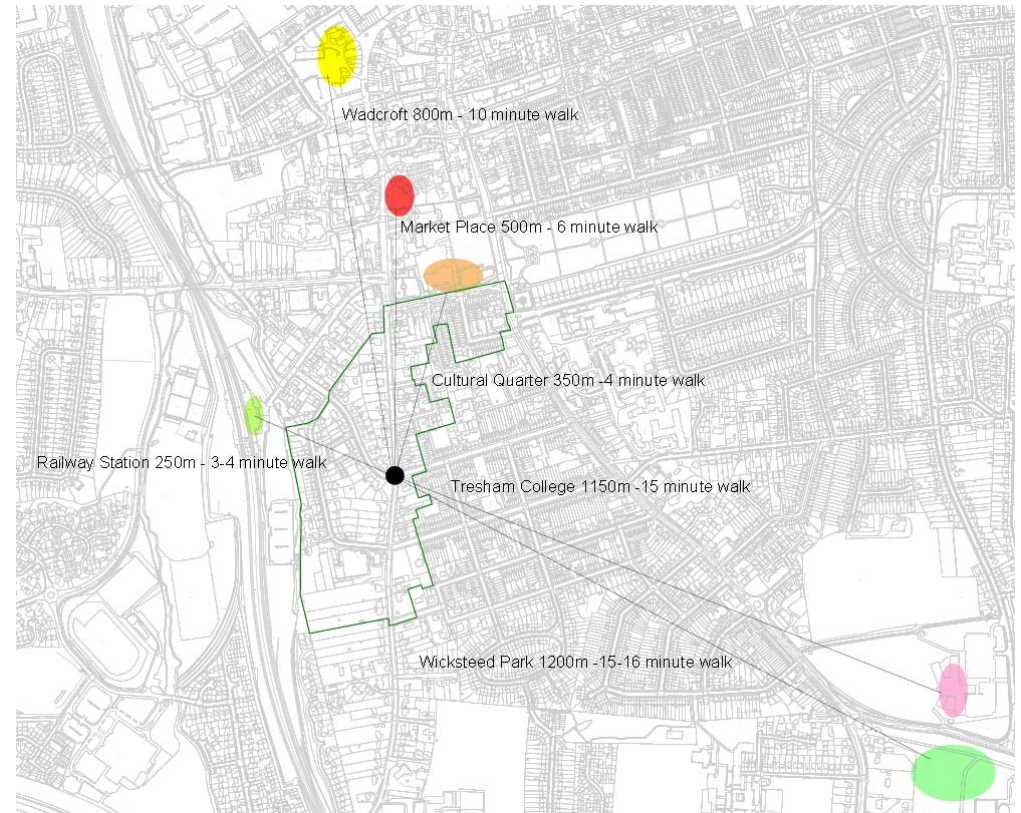 Wadcroft 800m - 10 minute walk
Market Place 500m - 6 minute walk
Cultural Quarter 350m -4 minute walk
Railway Station 250m - 3-4 minute walk
Tresham College 1150m -15 minute walk
Wicksteed Park 1200m -15-16 minute walk